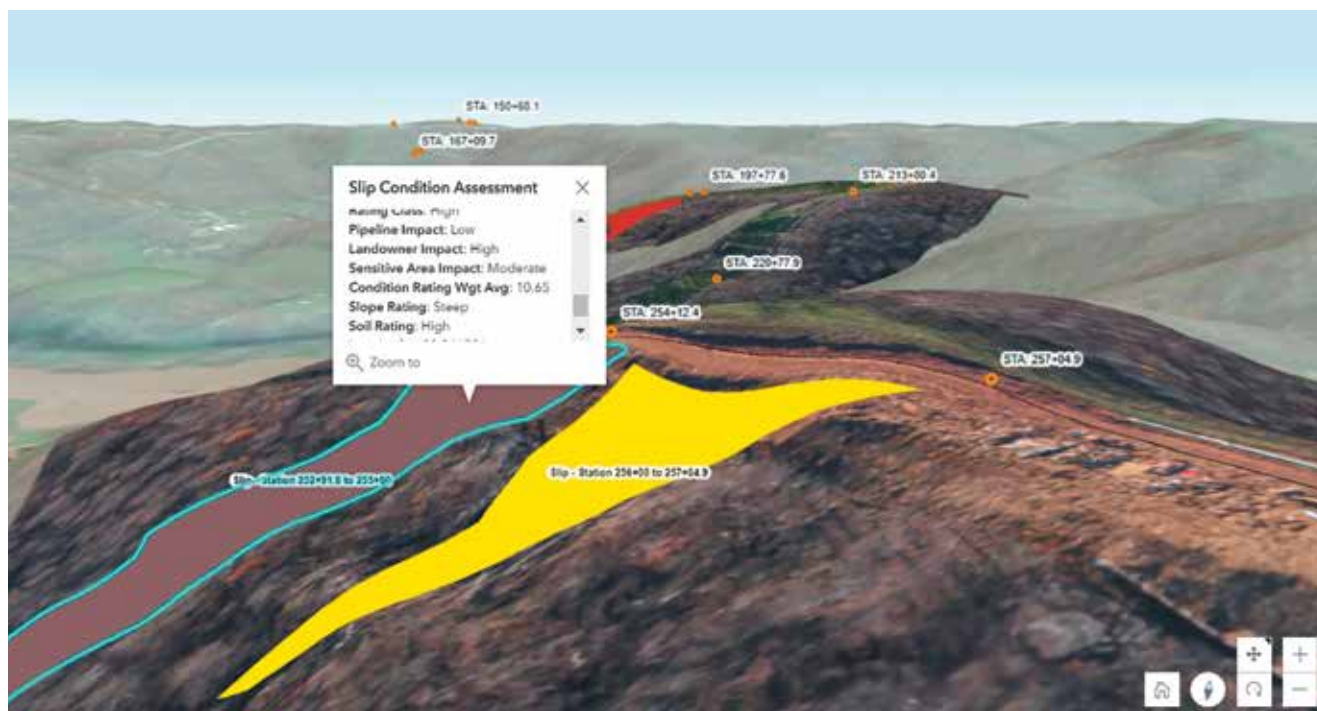 STA: 150+68.1
STA: 167+09.7
STA: 197+77.6
STA: 213+00.4
Slip Condition Assessment
Rating Class: High
Pipeline Impact: Low
Landowner Impact: High
Sensitive Area Impact: Moderate
Condition Rating Wgt Avg: 10.65
Slope Rating: Steep
Soil Rating: High
Zoom to
STA: 220+77.9
STA: 254+12.4
STA: 257+04.9
Slip - Station 256+00 to 257+04.9
Slip - Station